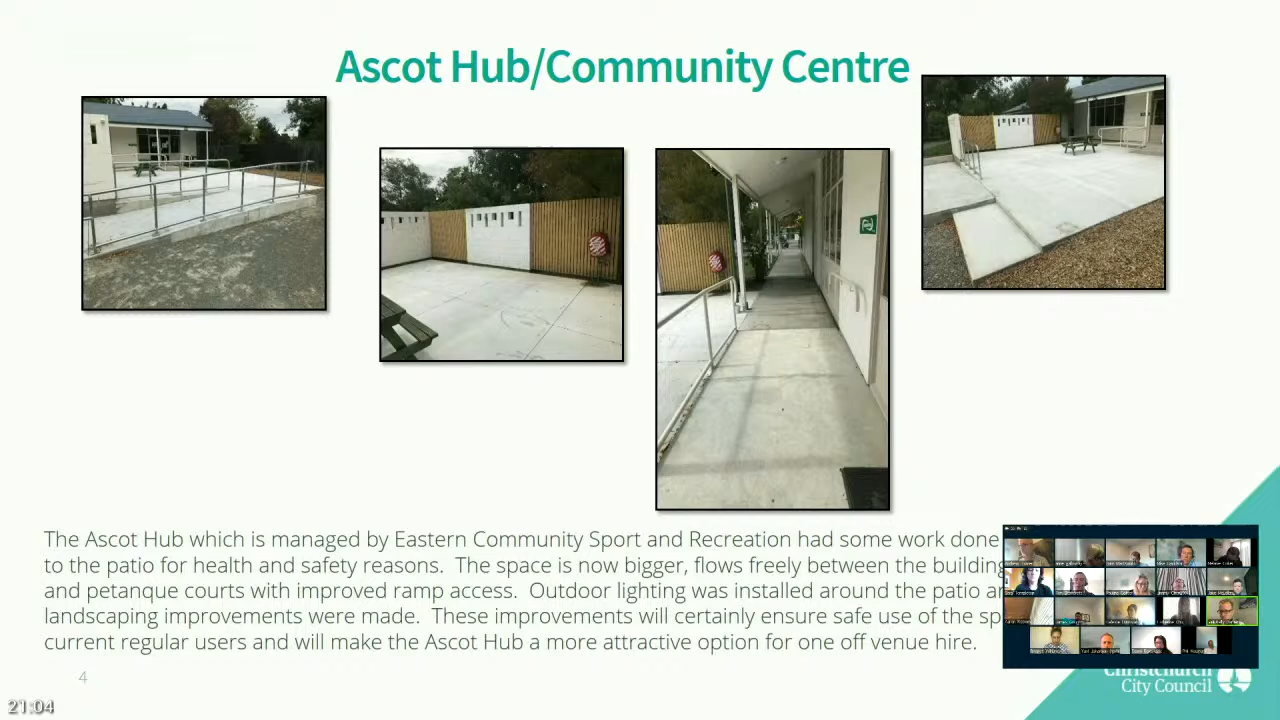 Ascot Hub/Community Centre
The Ascot Hub which is managed by Eastern Community Sport and Recreation had some work done
to the patio for health and safety reasons. The space is now bigger, flows freely between the building
and petanque courts with improved ramp access. Outdoor lighting was installed around the patio
landscaping improvements were made. These improvements will certainly ensure safe use of the
current regular users and will make the Ascot Hub a more attractive option for one off venue hire.
4
Christchurch
City Council
21:04